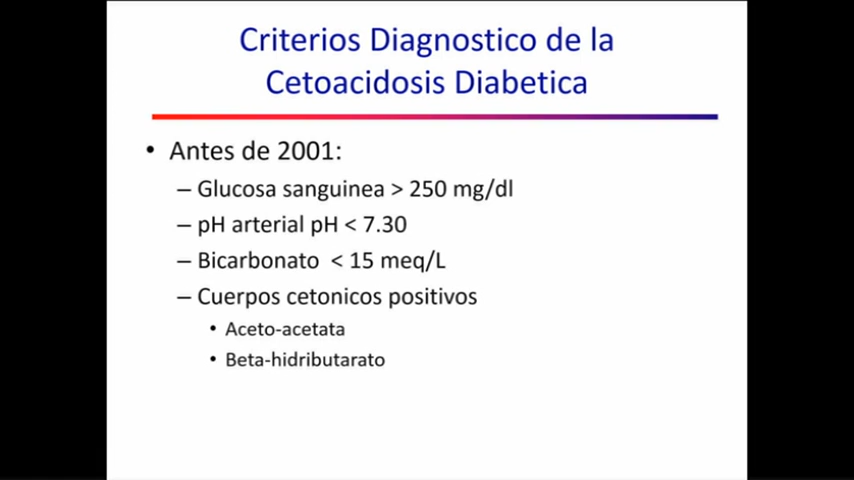 Criterios Diagnostico de la
Cetoacidosis Diabetica
• Antes de 2001:
– Glucosa sanguinea > 250 mg/dl
– pH arterial pH < 7.30
– Bicarbonato < 15 meq/L
– Cuerpos cetonicos positivos
• Aceto-acetata
• Beta-hidributarato